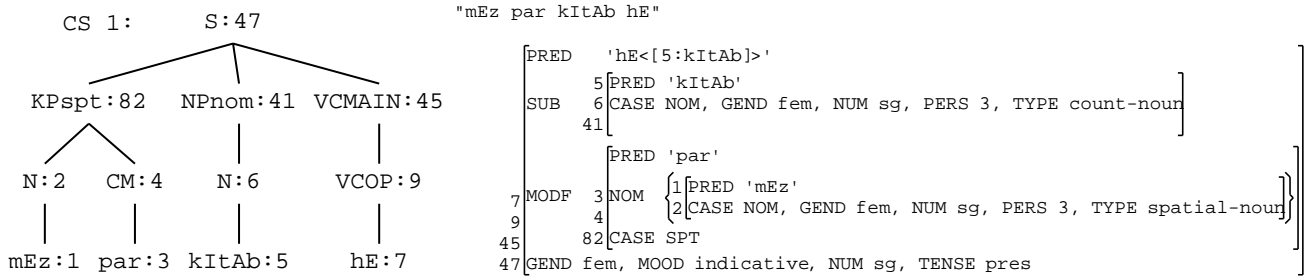 CS 1: S:47
KPspt:82 NPnom:41 VCMAIN:45
N:2 CM:4 N:6 VCOP:9
mEz:1 par:3 kItAb:5 hE:7
"mEz par kItAb hE"
PRED 'hE<[5:kItAb]>'
5 PRED 'kItAb'
SUB 6 CASE NOM, GEND fem, NUM sg, PERS 3, TYPE count-noun
41
PRED 'par'
1 PRED 'mEz'
7 MODF 3 NOM 2 CASE NOM, GEND fem, NUM sg, PERS 3, TYPE spatial-noun
9 4
45 82 CASE SPT
47 GEND fem, MOOD indicative, NUM sg, TENSE pres